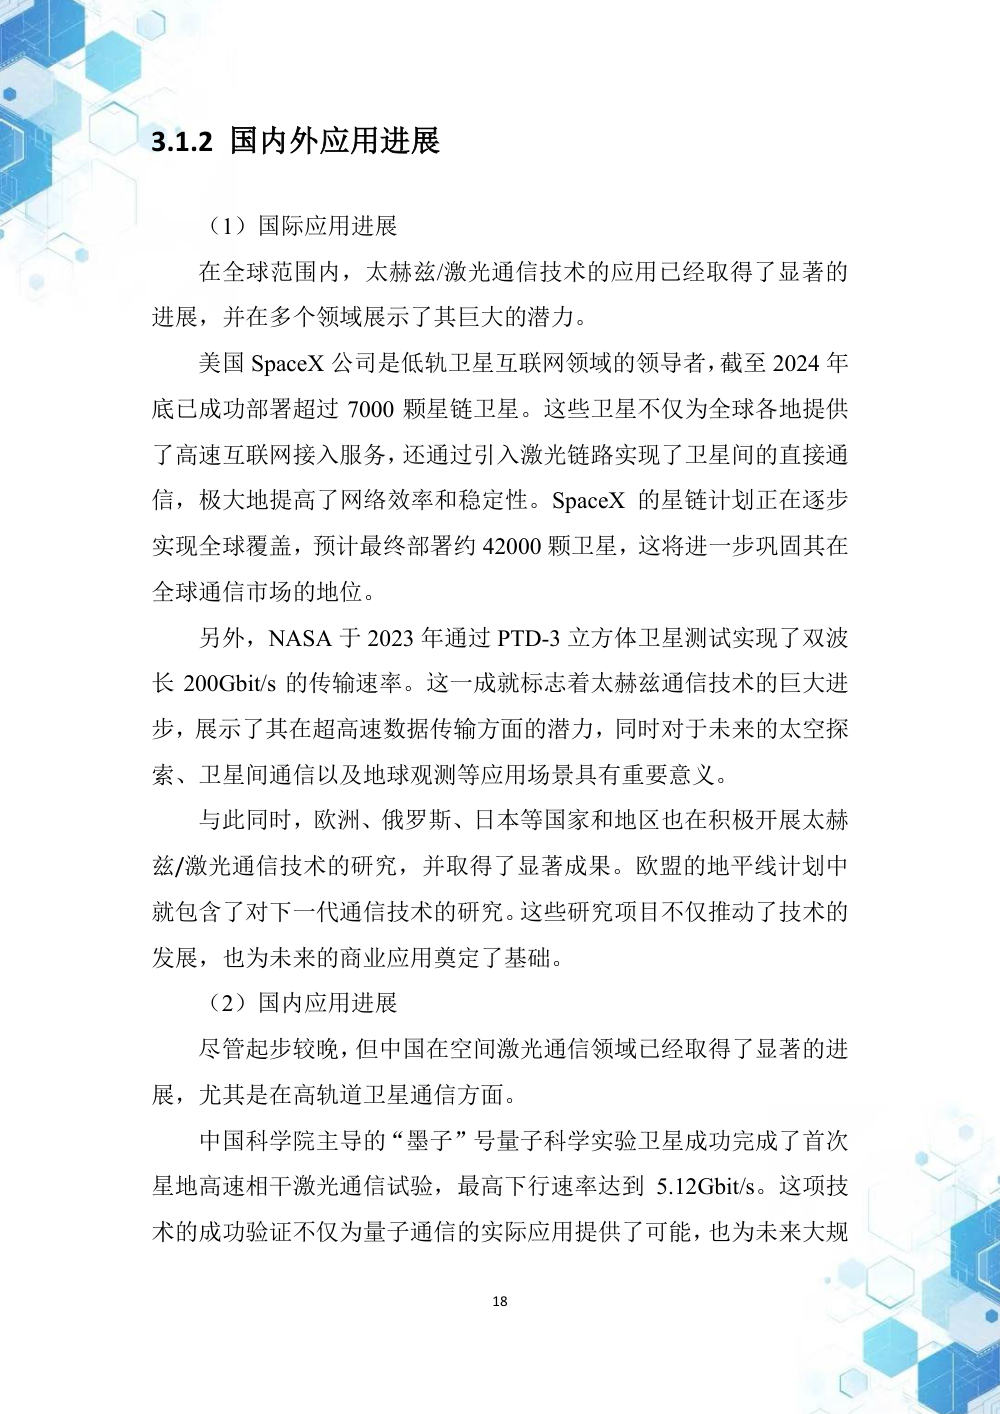 3.1.2 国内外应用进展
（1）国际应用进展
在全球范围内，太赫兹/激光通信技术的应用已经取得了显著的
进展，并在多个领域展示了其巨大的潜力。
美国 SpaceX 公司是低轨卫星互联网领域的领导者，截至 2024 年
底已成功部署超过 7000 颗星链卫星。这些卫星不仅为全球各地提供
了高速互联网接入服务，还通过引入激光链路实现了卫星间的直接通
信，极大地提高了网络效率和稳定性。SpaceX 的星链计划正在逐步
实现全球覆盖，预计最终部署约 42000 颗卫星，这将进一步巩固其在
全球通信市场的地位。
另外，NASA 于 2023 年通过 PTD-3 立方体卫星测试实现了双波
长 200Gbit/s 的传输速率。这一成就标志着太赫兹通信技术的巨大进
步，展示了其在超高速数据传输方面的潜力，同时对于未来的太空探
索、卫星间通信以及地球观测等应用场景具有重要意义。
与此同时，欧洲、俄罗斯、日本等国家和地区也在积极开展太赫
兹/激光通信技术的研究，并取得了显著成果。欧盟的地平线计划中
就包含了对下一代通信技术的研究。这些研究项目不仅推动了技术的
发展，也为未来的商业应用奠定了基础。
（2）国内应用进展
尽管起步较晚，但中国在空间激光通信领域已经取得了显著的进
展，尤其是在高轨道卫星通信方面。
中国科学院主导的“墨子”号量子科学实验卫星成功完成了首次
星地高速相干激光通信试验，最高下行速率达到 5.12Gbit/s。这项技
术的成功验证不仅为量子通信的实际应用提供了可能，也为未来大规
18